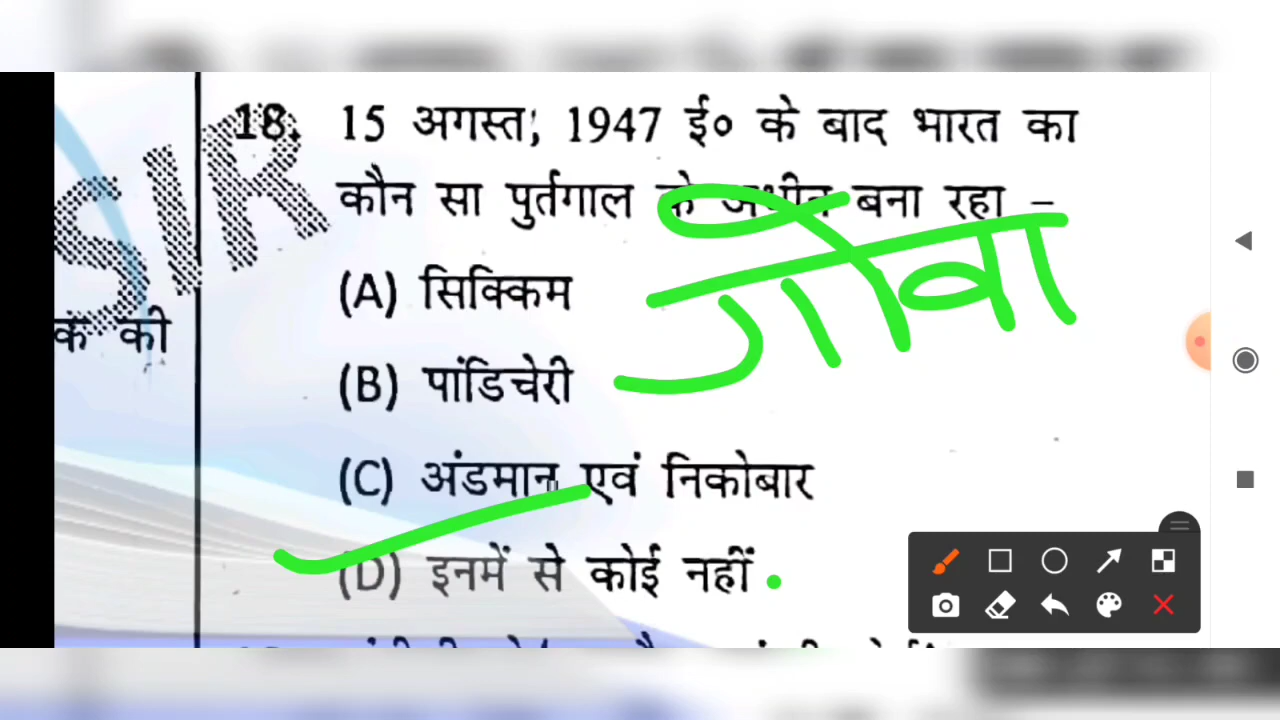 SIR
18. 15 अगस्त, 1947 ई० के बाद भारत का
कौन सा पुर्तगाल के अधीन बना रहा –
गोवा
(A) सिक्किम
(B) पांडिचेरी
क की
(C) अंडमान एवं निकोबार
(D) इनमें से कोई नहीं